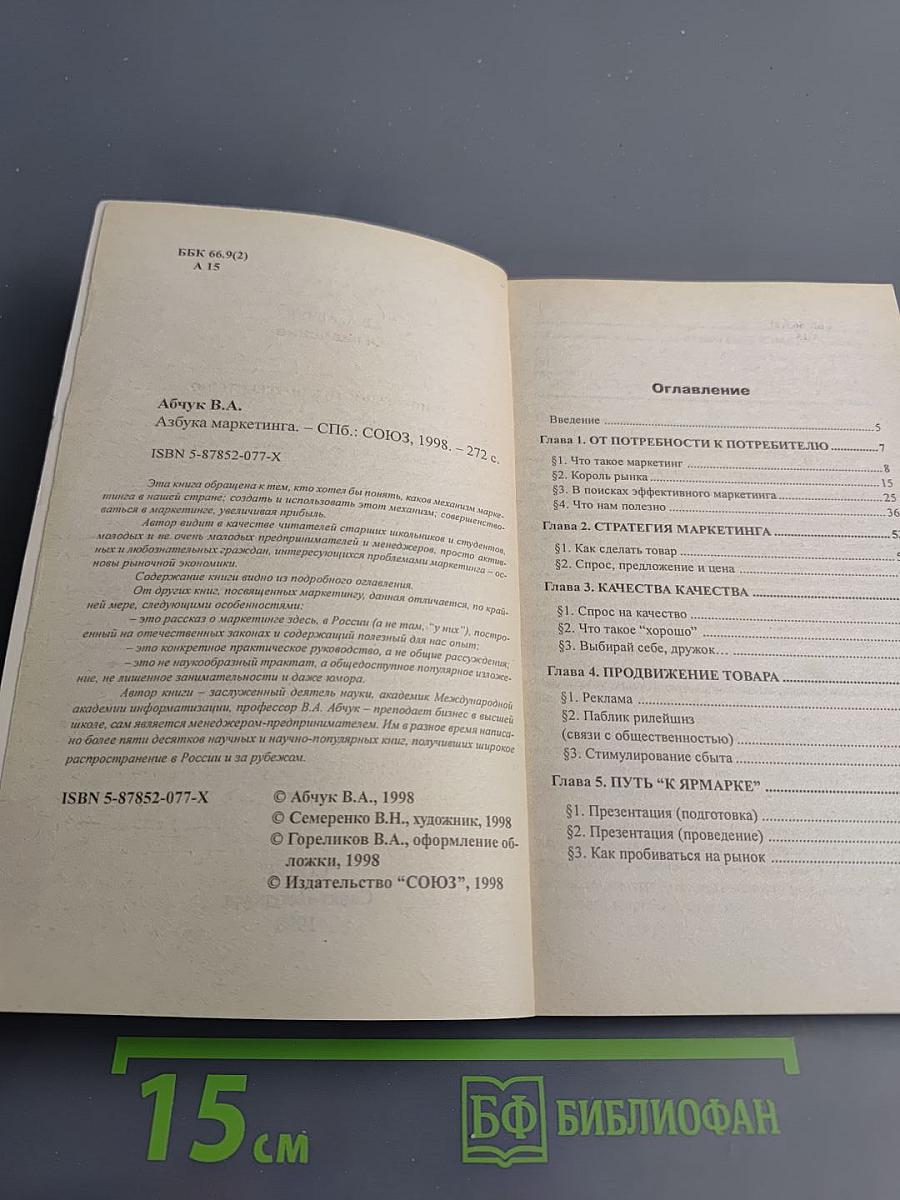 ББК 66.9(2)
А 15
Абчук В.А.
Азбука маркетинга. – СПб.: СОЮЗ, 1998. – 272 с.
ISBN 5-87852-077-X
Эта книга обращена к тем, кто хотел бы понять, каков механизм марке-
тинга в нашей стране; создать и использовать этот механизм; совершенство-
ваться в маркетинге, увеличивая прибыль.
Автор видит в качестве читателей старших школьников и студентов,
молодых и не очень молодых предпринимателей и менеджеров, просто актив-
ных и любознательных граждан, интересующихся проблемами маркетинга – ос-
новы рыночной экономики.
Содержание книги видно из подробного оглавления.
От других книг, посвященных маркетингу, данная отличается, по край-
ней мере, следующими особенностями:
– это рассказ о маркетинге здесь, в России (а не там, "у них"), постро-
енный на отечественных законах и содержащий полезный для нас опыт;
– это конкретное практическое руководство, а не общие рассуждения;
– это не наукообразный трактат, а общедоступное популярное изложе-
ние, не лишенное занимательности и даже юмора.
Автор книги – заслуженный деятель науки, академик Международной
академии информатизации, профессор В.А. Абчук – преподает бизнес в высшей
школе, сам является менеджером-предпринимателем. Им в разное время написа-
но более пяти десятков научных и научно-популярных книг, получивших широкое
распространение в России и за рубежом.
ISBN 5-87852-077-X
© Абчук В.А., 1998
© Семеренко В.Н., художник, 1998
© Гореликов В.А., оформление об-
ложки, 1998
© Издательство “СОЮЗ”, 1998
Оглавление
Введение ........ 5
Глава 1. ОТ ПОТРЕБНОСТИ К ПОТРЕБИТЕЛЮ ........ 7
§1. Что такое маркетинг ........ 8
§2. Король рынка ........ 15
§3. В поисках эффективного маркетинга ........ 25
§4. Что нам полезно ........ 36
Глава 2. СТРАТЕГИЯ МАРКЕТИНГА ........
§1. Как сделать товар ........
§2. Спрос, предложение и цена ........
Глава 3. КАЧЕСТВА КАЧЕСТВА ........
§1. Спрос на качество ........
§2. Что такое “хорошо” ........
§3. Выбирай себе, дружок... ........
Глава 4. ПРОДВИЖЕНИЕ ТОВАРА ........
§1. Реклама ........
§2. Паблик рилейшнз
(связи с общественностью) ........
§3. Стимулирование сбыта ........
Глава 5. ПУТЬ “К ЯРМАРКЕ” ........
§1. Презентация (подготовка) ........
§2. Презентация (проведение) ........
§3. Как пробиваться на рынок ........
15 см
БФ БИБЛИОФАН